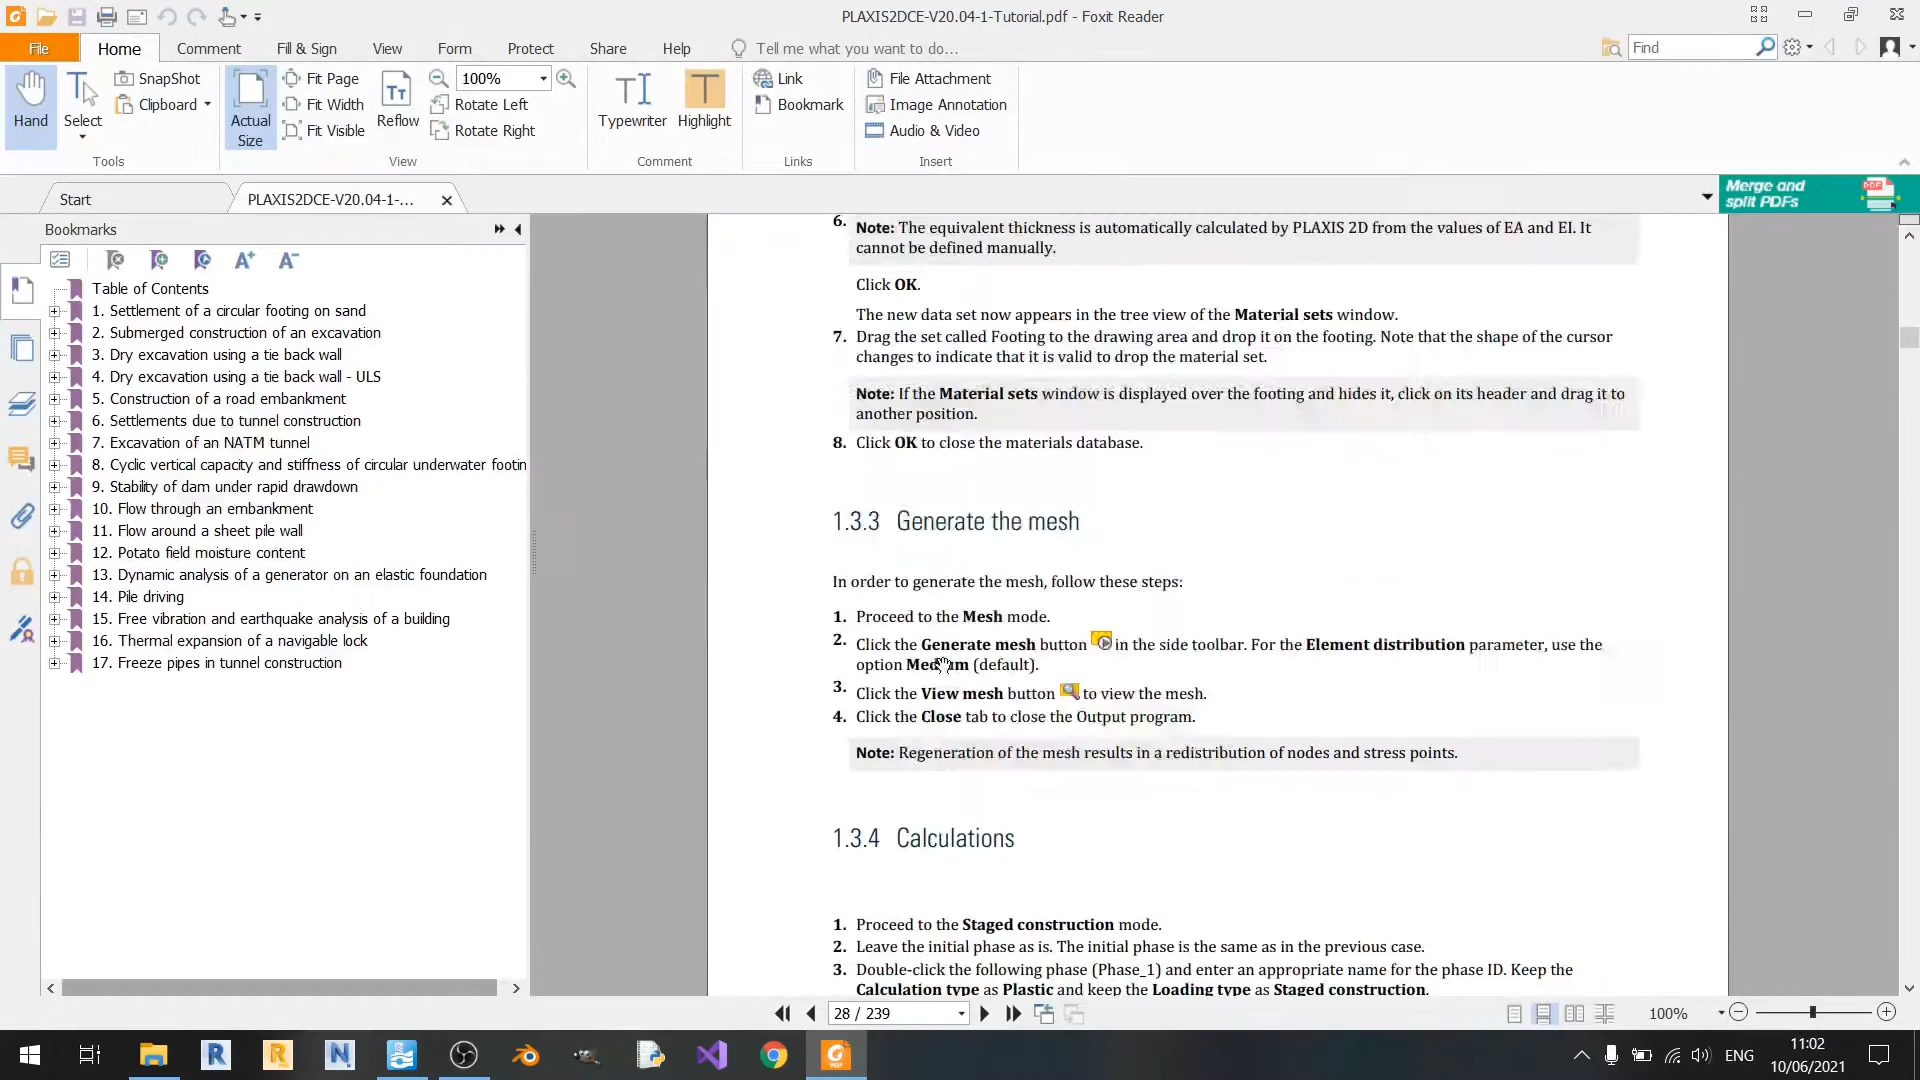 PLAXIS2DCE-V20.04-1-Tutorial.pdf - Foxit Reader
File
Home
Comment
Fill & Sign
View
Form
Protect
Share
Help
Tell me what you want to do...
Find
Hand
Select
SnapShot
Clipboard
Tools
Actual
Size
Fit Page
Fit Width
Fit Visible
Reflow
100%
Rotate Left
Rotate Right
View
Typewriter
Highlight
Comment
Link
Bookmark
Links
File Attachment
Image Annotation
Audio & Video
Insert
Start
PLAXIS2DCE-V20.04-1-...
Merge and
split PDFs
Bookmarks
Table of Contents
1. Settlement of a circular footing on sand
2. Submerged construction of an excavation
3. Dry excavation using a tie back wall
4. Dry excavation using a tie back wall - ULS
5. Construction of a road embankment
6. Settlements due to tunnel construction
7. Excavation of an NATM tunnel
8. Cyclic vertical capacity and stiffness of circular underwater footin
9. Stability of dam under rapid drawdown
10. Flow through an embankment
11. Flow around a sheet pile wall
12. Potato field moisture content
13. Dynamic analysis of a generator on an elastic foundation
14. Pile driving
15. Free vibration and earthquake analysis of a building
16. Thermal expansion of a navigable lock
17. Freeze pipes in tunnel construction
6. Note: The equivalent thickness is automatically calculated by PLAXIS 2D from the values of EA and EI. It
cannot be defined manually.
Click OK.
The new data set now appears in the tree view of the Material sets window.
7. Drag the set called Footing to the drawing area and drop it on the footing. Note that the shape of the cursor
changes to indicate that it is valid to drop the material set.
Note: If the Material sets window is displayed over the footing and hides it, click on its header and drag it to
another position.
8. Click OK to close the materials database.
1.3.3 Generate the mesh
In order to generate the mesh, follow these steps:
1. Proceed to the Mesh mode.
2. Click the Generate mesh button in the side toolbar. For the Element distribution parameter, use the
option Medium (default).
3. Click the View mesh button to view the mesh.
4. Click the Close tab to close the Output program.
Note: Regeneration of the mesh results in a redistribution of nodes and stress points.
1.3.4 Calculations
1. Proceed to the Staged construction mode.
2. Leave the initial phase as is. The initial phase is the same as in the previous case.
3. Double-click the following phase (Phase_1) and enter an appropriate name for the phase ID. Keep the
Calculation type as Plastic and keep the Loading type as Staged construction.
28 / 239
100%
ENG
11:02
10/06/2021